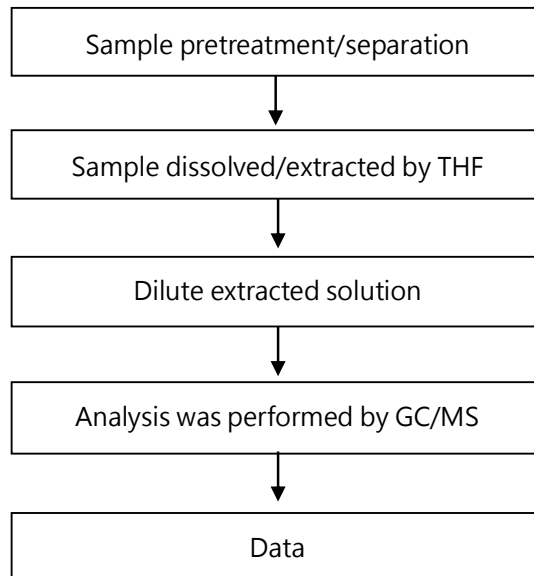 Sample pretreatment/separation
Sample dissolved/extracted by THF
Dilute extracted solution
Analysis was performed by GC/MS
Data